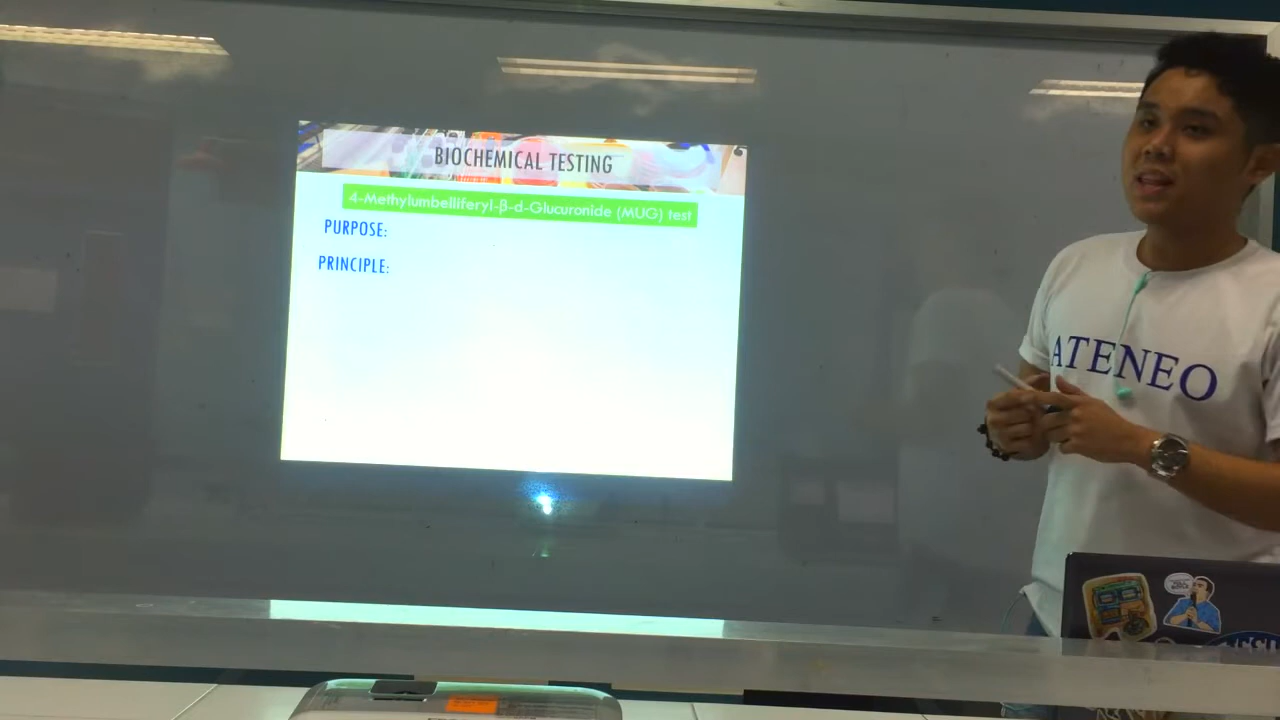 BIOCHEMICAL TESTING
4-Methylumbelliferyl-β-d-Glucuronide (MUG) test
PURPOSE:
PRINCIPLE:
ATENEO